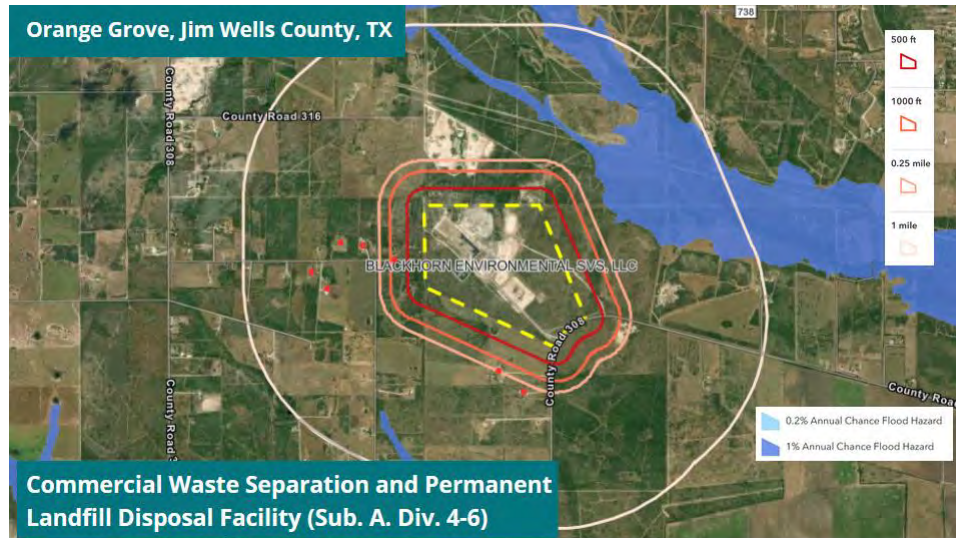 Orange Grove, Jim Wells County, TX
738
500 ft
1000 ft
0.25 mile
1 mile
County Road 308
County Road 316
BLACKHORN ENVIRONMENTAL SVS, LLC
County Road 308
County Road
County Road 3
0.2% Annual Chance Flood Hazard
1% Annual Chance Flood Hazard
Commercial Waste Separation and Permanent
Landfill Disposal Facility (Sub. A. Div. 4-6)